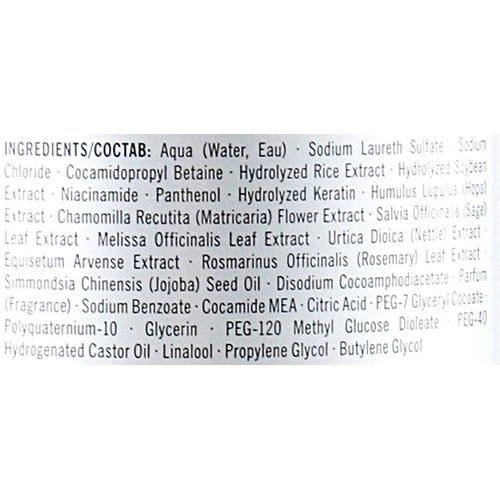 INGREDIENTS/СОСТАВ: Aqua (Water, Eau) · Sodium Laureth Sulfate · Sodium
Chloride · Cocamidopropyl Betaine · Hydrolyzed Rice Extract · Hydrolyzed Soybean
Extract · Niacinamide · Panthenol · Hydrolyzed Keratin · Humulus Lupulus (Hops)
Extract · Chamomilla Recutita (Matricaria) Flower Extract · Salvia Officinalis (Sage)
Leaf Extract · Melissa Officinalis Leaf Extract · Urtica Dioica (Nettle) Extract ·
Equisetum Arvense Extract · Rosmarinus Officinalis (Rosemary) Leaf Extract ·
Simmondsia Chinensis (Jojoba) Seed Oil · Disodium Cocoamphodiacetate · Parfum
(Fragrance) · Sodium Benzoate · Cocamide MEA · Citric Acid · PEG-7 Glyceryl Cocoate ·
Polyquaternium-10 · Glycerin · PEG-120 Methyl Glucose Dioleate · PEG-40
Hydrogenated Castor Oil · Linalool · Propylene Glycol · Butylene Glycol